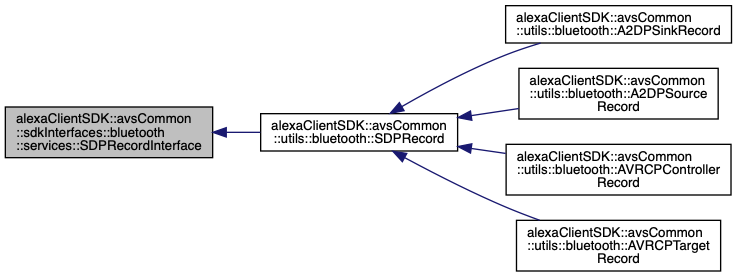 alexaClientSDK::avsCommon
::sdkInterfaces::bluetooth
::services::SDPRecordInterface
alexaClientSDK::avsCommon
::utils::bluetooth::SDPRecord
alexaClientSDK::avsCommon
::utils::bluetooth::A2DPSinkRecord
alexaClientSDK::avsCommon
::utils::bluetooth::A2DPSource
Record
alexaClientSDK::avsCommon
::utils::bluetooth::AVRCPController
Record
alexaClientSDK::avsCommon
::utils::bluetooth::AVRCPTarget
Record